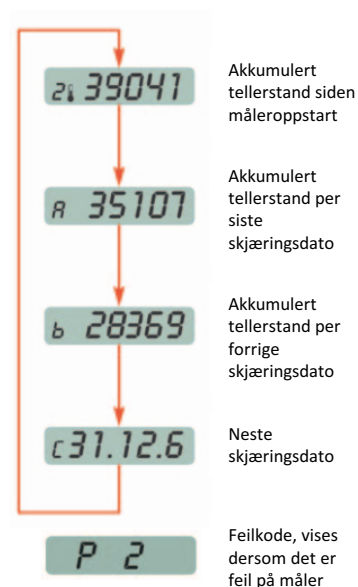 2 39041
Akkumulert
tellerstand siden
måleroppstart
A 35107
Akkumulert
tellerstand per
siste
skjæringsdato
b 28369
Akkumulert
tellerstand per
forrige
skjæringsdato
c31.12.6
Neste
skjæringsdato
P 2
Feilkode, vises
dersom det er
feil på måler